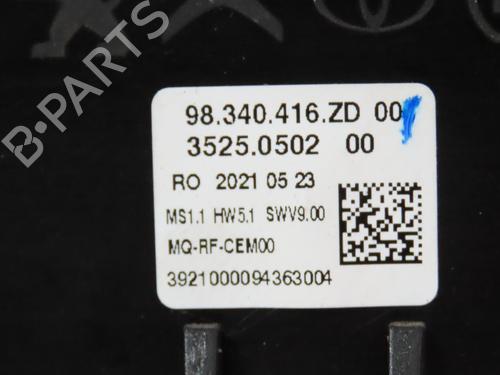 98.340.416.ZD 00
3525.0502 00
RO 2021 05 23
MS1.1 HW5.1 SWV9.00
MQ-RF-CEM00
3921000094363004
B-PARTS